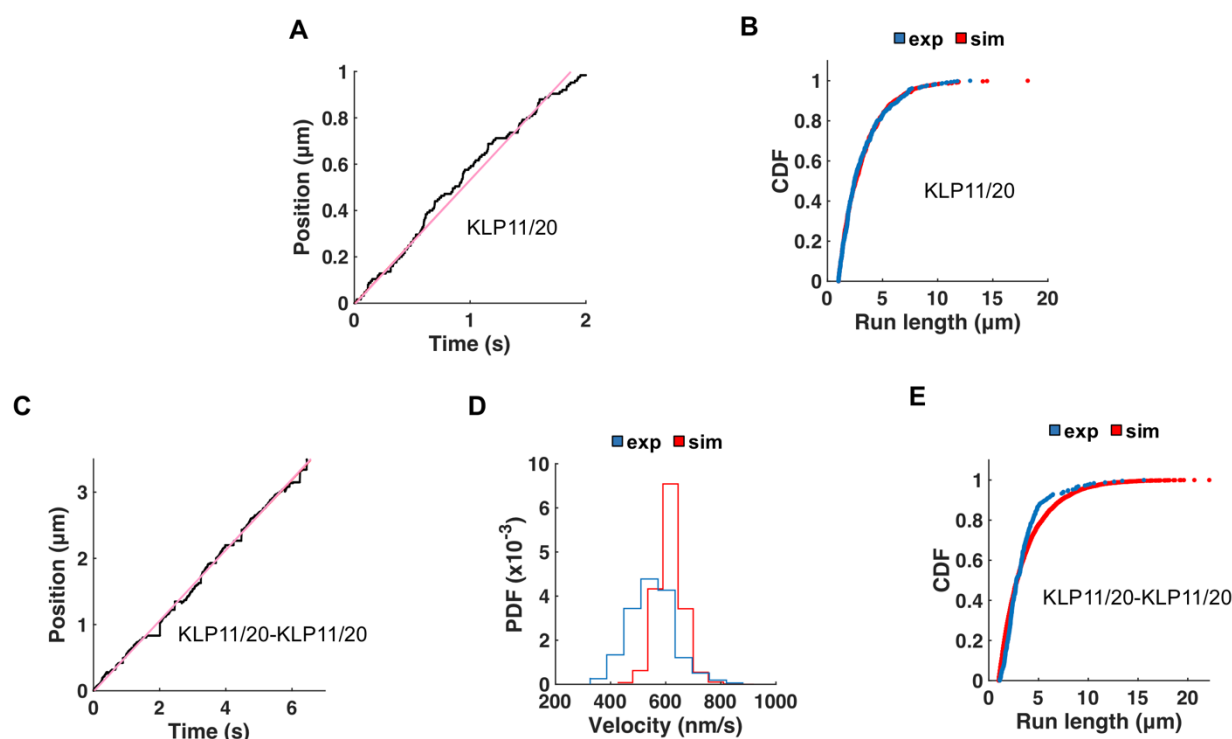 A
Position (µm)
1
0.8
0.6
0.4
0.2
0
KLP11/20
0 1 2
Time (s)
B
exp sim
CDF
1
0.8
0.6
0.4
0.2
0
KLP11/20
0 5 10 15 20
Run length (µm)
C
Position (µm)
3
2
1
0
KLP11/20-KLP11/20
0 2 4 6
Time (s)
D
exp sim
PDF (x10-3)
10
8
6
4
2
0
200 400 600 800 1000
Velocity (nm/s)
E
exp sim
CDF
1
0.8
0.6
0.4
0.2
0
KLP11/20-KLP11/20
0 5 10 15 20
Run length (µm)